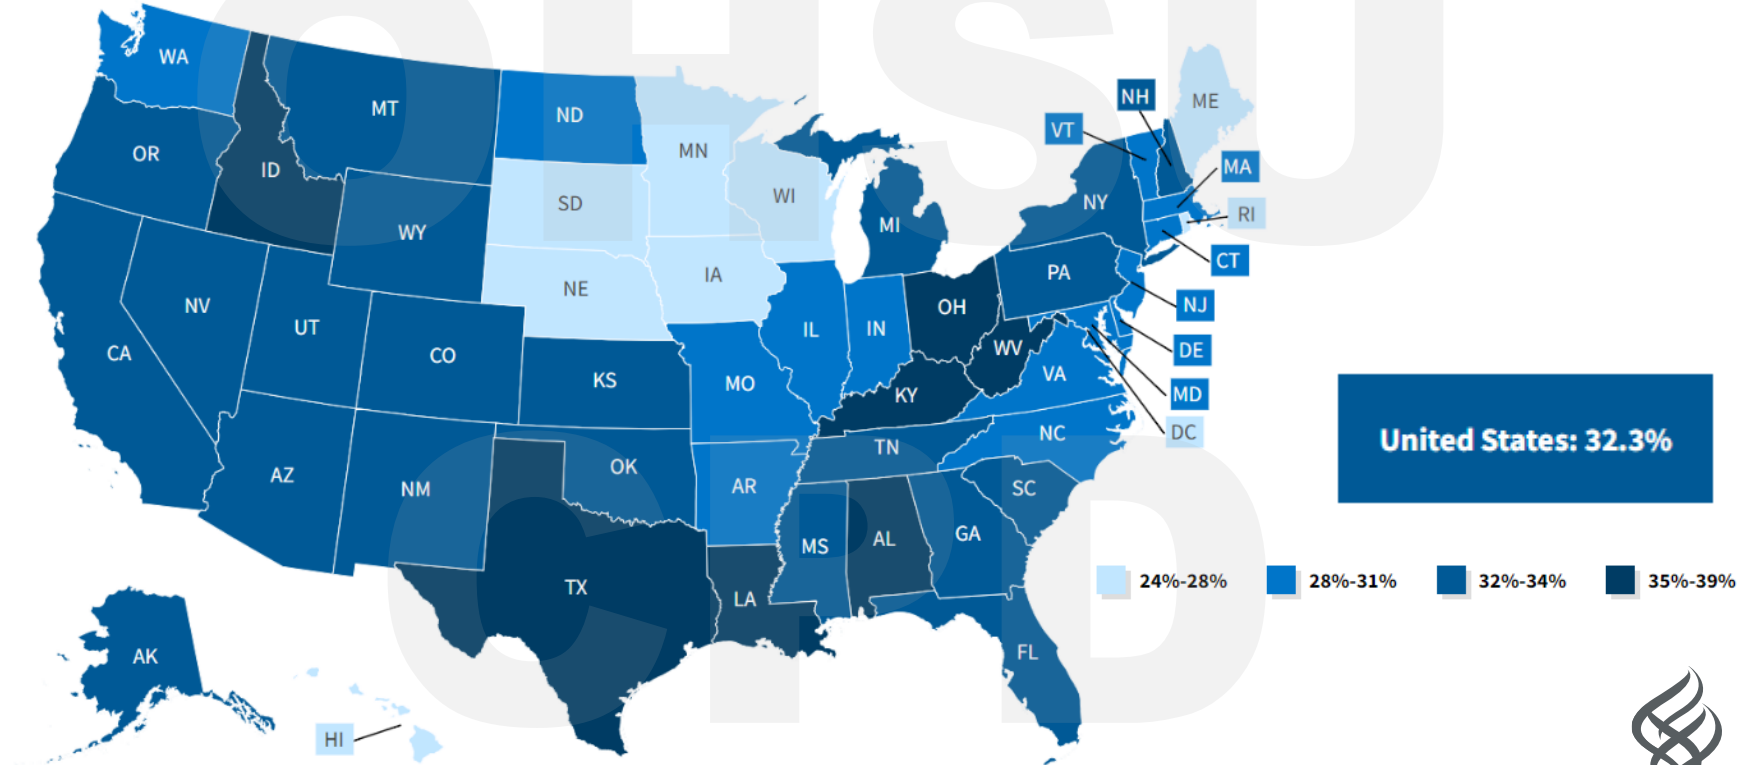 OHSU
CPD
WA
MT
ND
MN
ME
NH
VT
OR
ID
SD
WI
MA
NY
RI
MI
WY
CT
PA
IA
NE
NV
UT
OH
NJ
IL
IN
CA
CO
WV
DE
KS
MO
KY
VA
MD
DC
NC
TN
United States: 32.3%
AZ
NM
OK
AR
SC
MS
AL
GA
TX
LA
24%-28%
28%-31%
32%-34%
35%-39%
AK
FL
HI